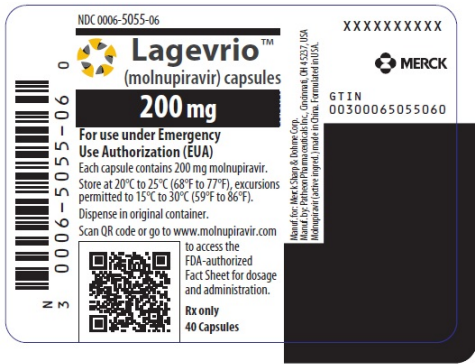 NDC 0006-5055-06
Lagevrio™
(molnupiravir) capsules
200 mg
For use under Emergency
Use Authorization (EUA)
Each capsule contains 200 mg molnupiravir.
Store at 20°C to 25°C (68°F to 77°F), excursions
permitted to 15°C to 30°C (59°F to 86°F).
Dispense in original container.
Scan QR code or go to www.molnupiravir.com
to access the
FDA-authorized
Fact Sheet for dosage
and administration.
Rx only
40 Capsules
N 3 0006-5055-06 0
Manuf. for: Merck Sharp & Dohme Corp.
Manuf. by: Patheon Pharmaceuticals Inc., Cincinnati, OH 45237, USA
Molnupiravir (active ingred.) made in China. Formulated in USA.
XXXXXXXXXX
MERCK
GTIN
00300065055060